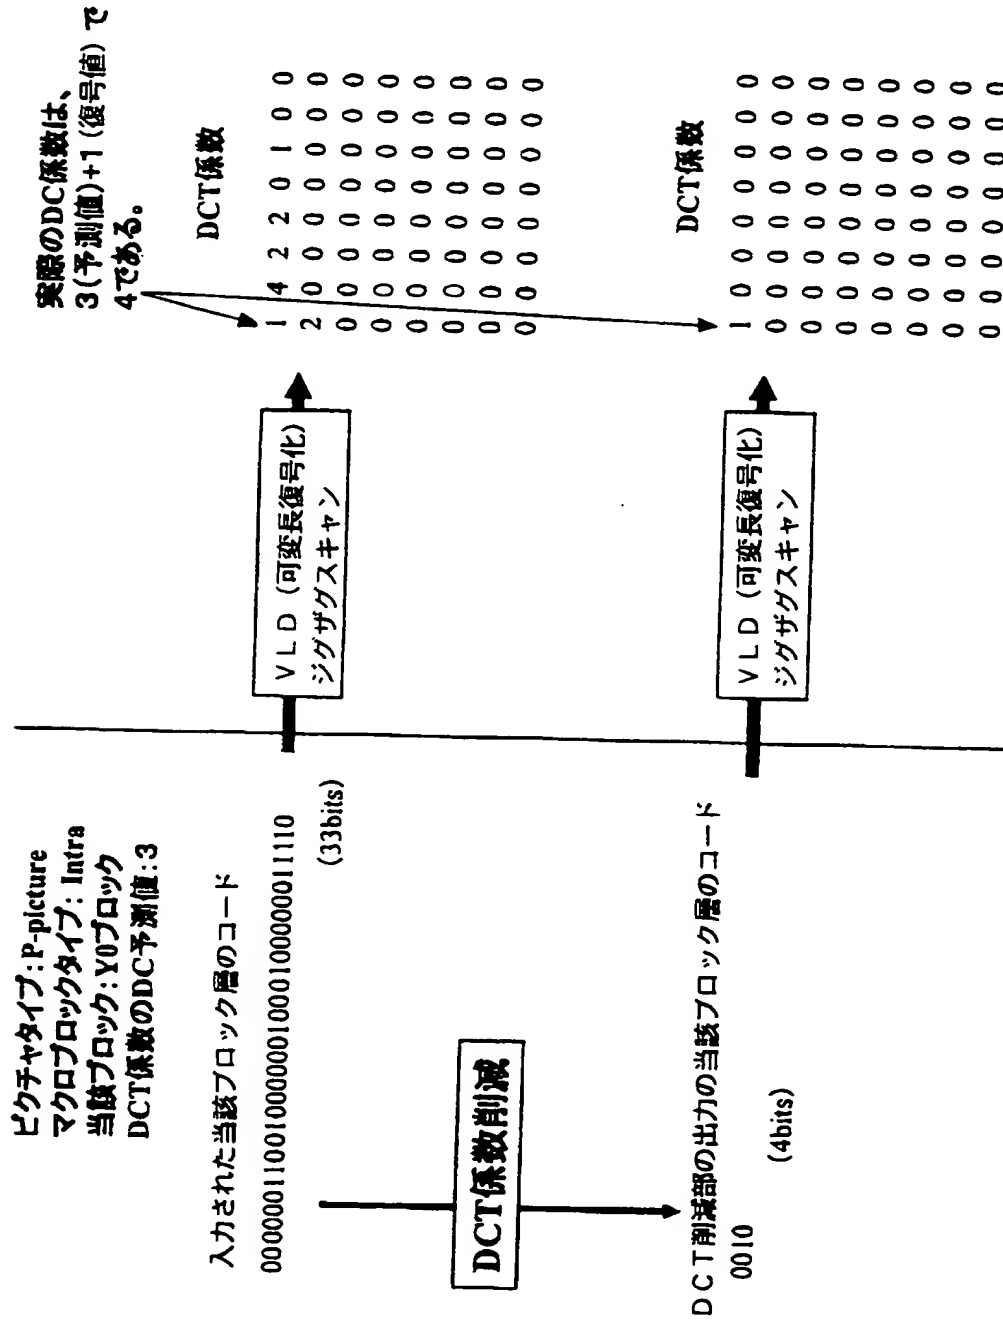 ピクチャタイプ:P-picture
マクロブロックタイプ: Intra
当該ブロック:Y0ブロック
DCT係数のDC予測値:3
入力された当該ブロック層のコード
(33bits)
VLD (可変長復号化)
ジグザグスキャン
実際のDC係数は、
3(予測値)+1(復号値)で
4である。
DCT係数
1 4 2 2 0 1 0 0
2 0 0 0 0 0 0 0
0 0 0 0 0 0 0 0
0 0 0 0 0 0 0 0
0 0 0 0 0 0 0 0
0 0 0 0 0 0 0 0
0 0 0 0 0 0 0 0
0 0 0 0 0 0 0 0
DCT係数削減
DCT削減部の出力の当該ブロック層のコード
0010
(4bits)
VLD (可変長復号化)
ジグザグスキャン
DCT係数
1 0 0 0 0 0 0 0
0 0 0 0 0 0 0 0
0 0 0 0 0 0 0 0
0 0 0 0 0 0 0 0
0 0 0 0 0 0 0 0
0 0 0 0 0 0 0 0
0 0 0 0 0 0 0 0
0 0 0 0 0 0 0 0